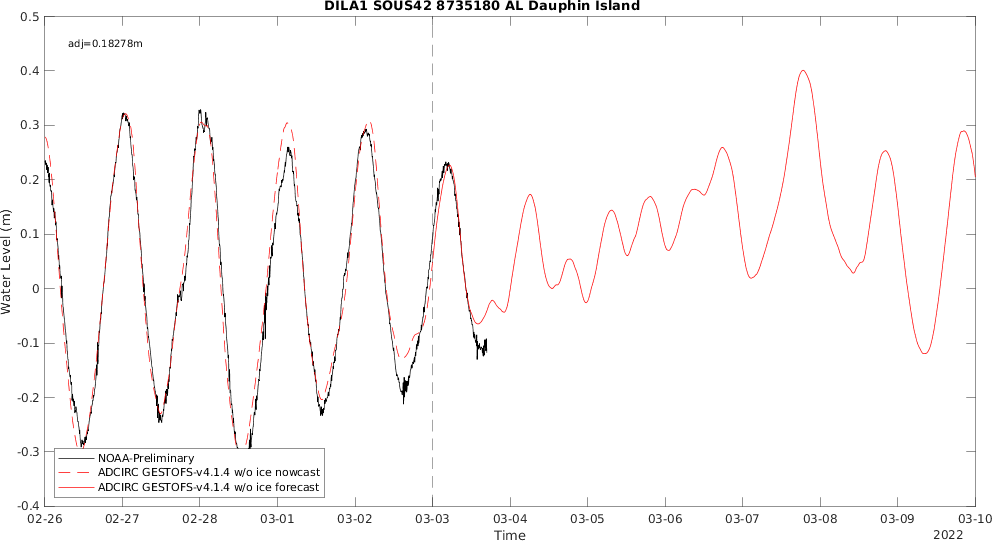 DILA1 SOUS42 8735180 AL Dauphin Island
adj=0.18278m
Water Level (m)
0.5
0.4
0.3
0.2
0.1
0
-0.1
-0.2
-0.3
-0.4
NOAA-Preliminary
ADCIRC GESTOFS-v4.1.4 w/o ice nowcast
ADCIRC GESTOFS-v4.1.4 w/o ice forecast
02-26 02-27 02-28 03-01 03-02 03-03 03-04 03-05 03-06 03-07 03-08 03-09 03-10
Time
2022